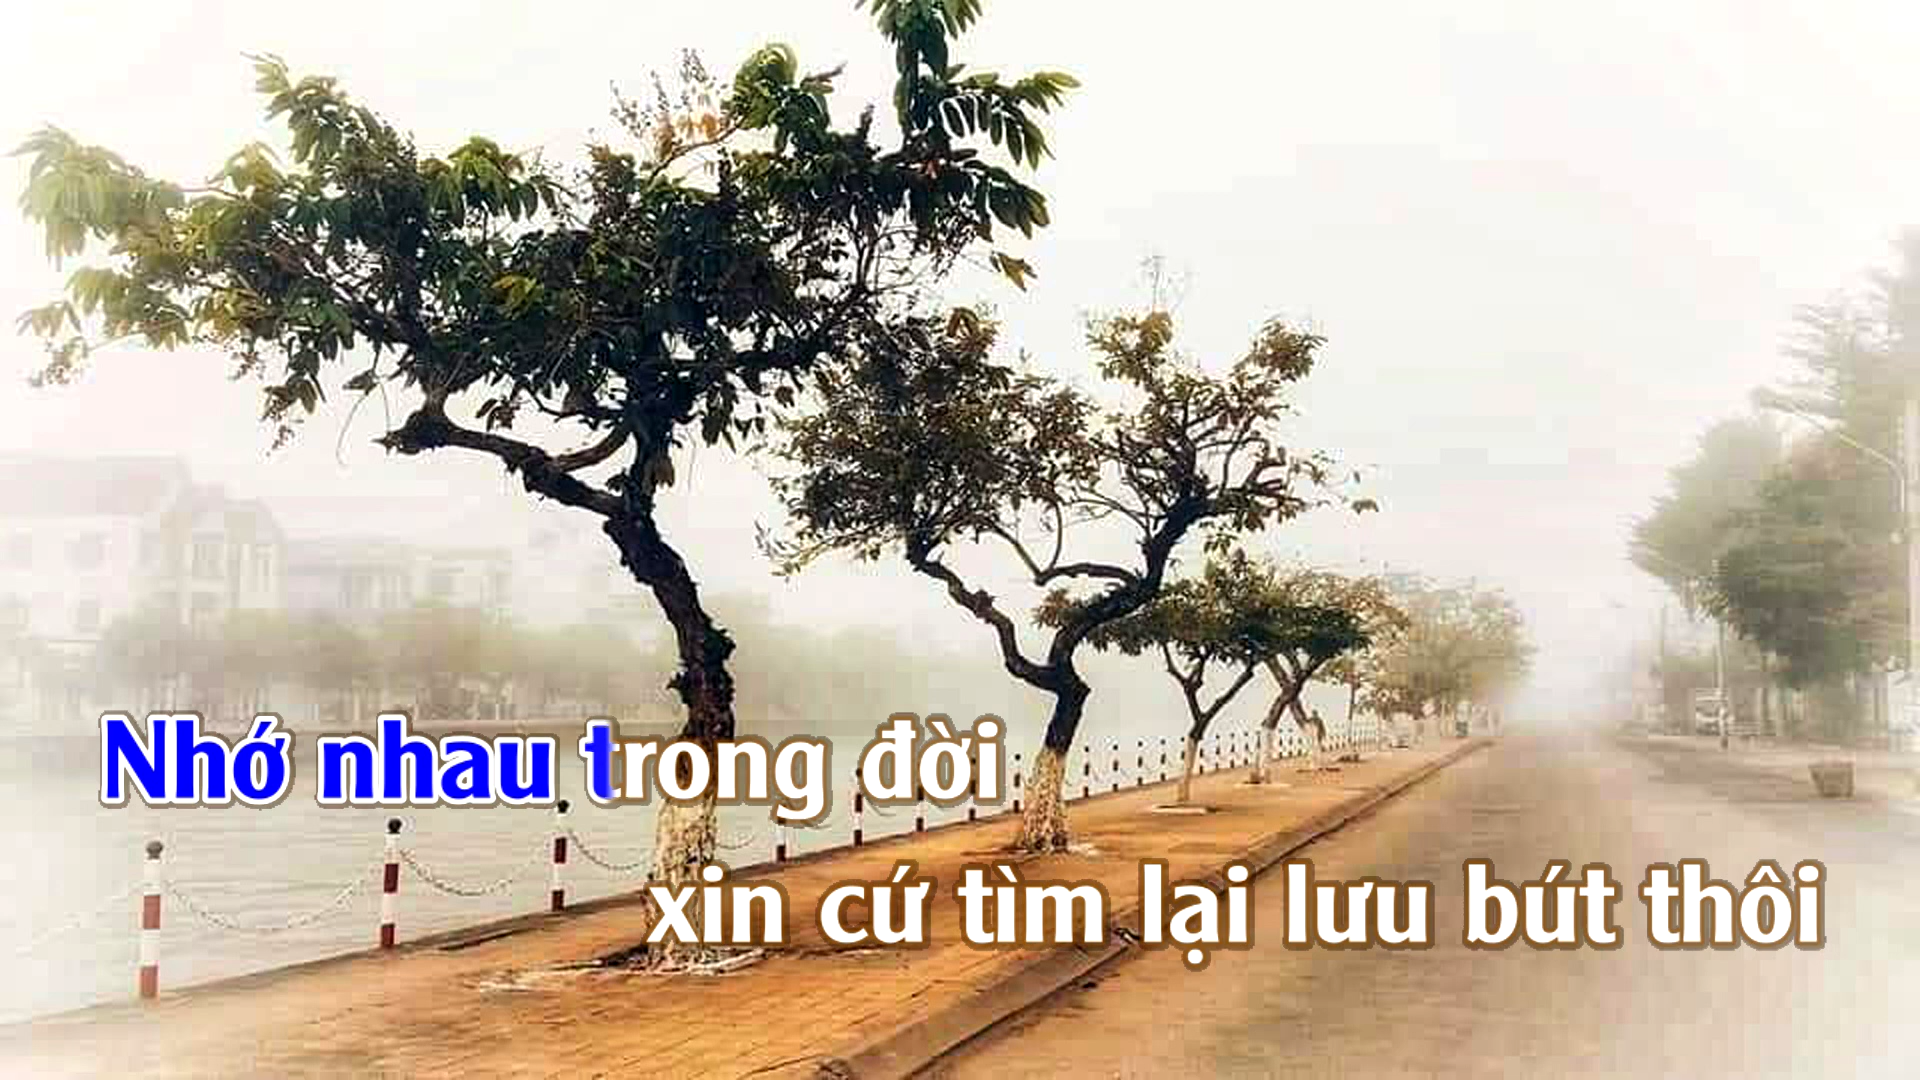 Nhớ nhau trong đời
xin cứ tìm lại lưu bút thôi